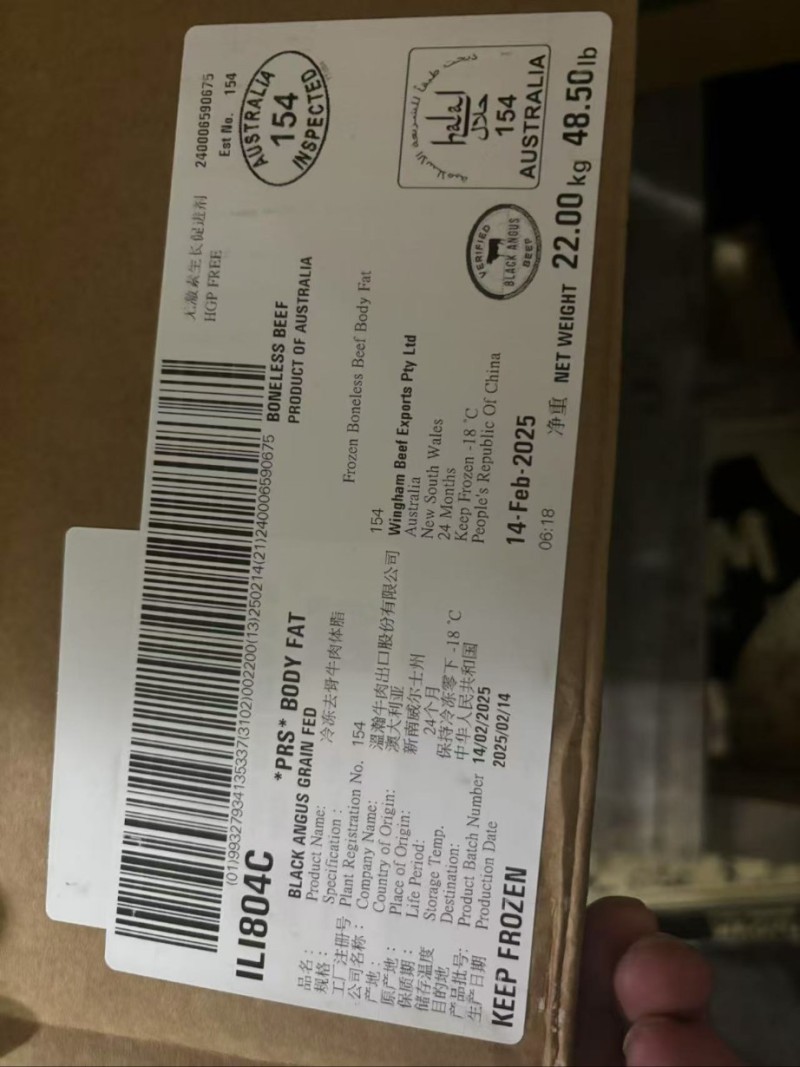 (01)99327934135337(3102)002200(13)250214(21)240006590675
无激素生长促进剂
HGP FREE
240006590675
Est No. 154
AUSTRALIA
154
INSPECTED
ILI804C
*PRS* BODY FAT
BLACK ANGUS GRAIN FED
BONELESS BEEF
PRODUCT OF AUSTRALIA
品名: Product Name: 冷冻去骨牛肉体脂 Frozen Boneless Beef Body Fat
规格: Specification :
工厂注册号 Plant Registration No. 154 154
公司名称: Company Name: 温瀚牛肉出口股份有限公司 Wingham Beef Exports Pty Ltd
产地: Country of Origin: 澳大利亚 Australia
原产地: Place of Origin: 新南威尔士州 New South Wales
保质期: Life Period: 24个月 24 Months
储存温度 Storage Temp. 保持冷冻零下 -18 ℃ Keep Frozen -18 ℃
目的地 Destination: 中华人民共和国 People's Republic Of China
产品批号: Product Batch Number 14/02/2025
生产日期 Production Date 2025/02/14
14-Feb-2025
06:18
KEEP FROZEN
halal
حلال
154
AUSTRALIA
VERIFIED
BLACK ANGUS
BEEF
净重 NET WEIGHT 22.00 kg 48.50lb